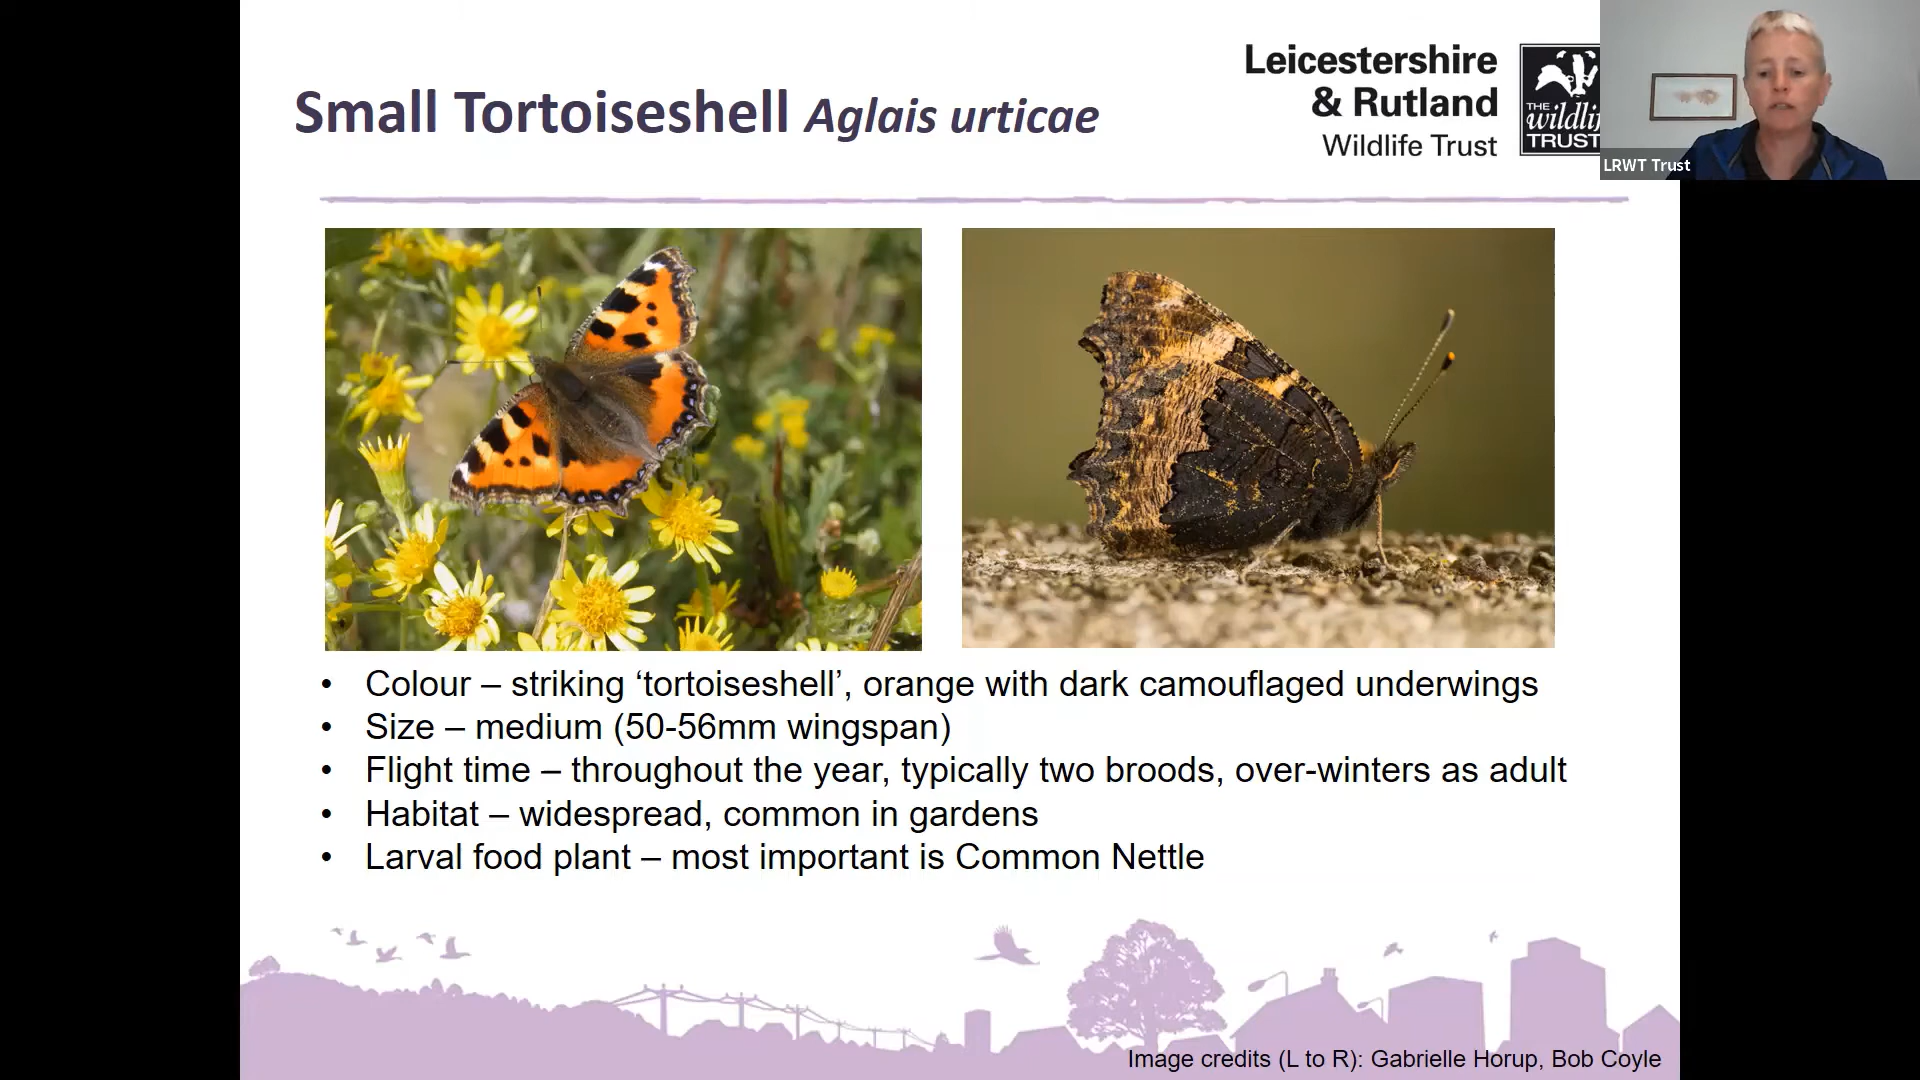 Small Tortoiseshell Aglais urticae
Leicestershire
& Rutland
Wildlife Trust
THE
wildli
TRUST
LRWT Trust
• Colour – striking ‘tortoiseshell’, orange with dark camouflaged underwings
• Size – medium (50-56mm wingspan)
• Flight time – throughout the year, typically two broods, over-winters as adult
• Habitat – widespread, common in gardens
• Larval food plant – most important is Common Nettle
Image credits (L to R): Gabrielle Horup, Bob Coyle